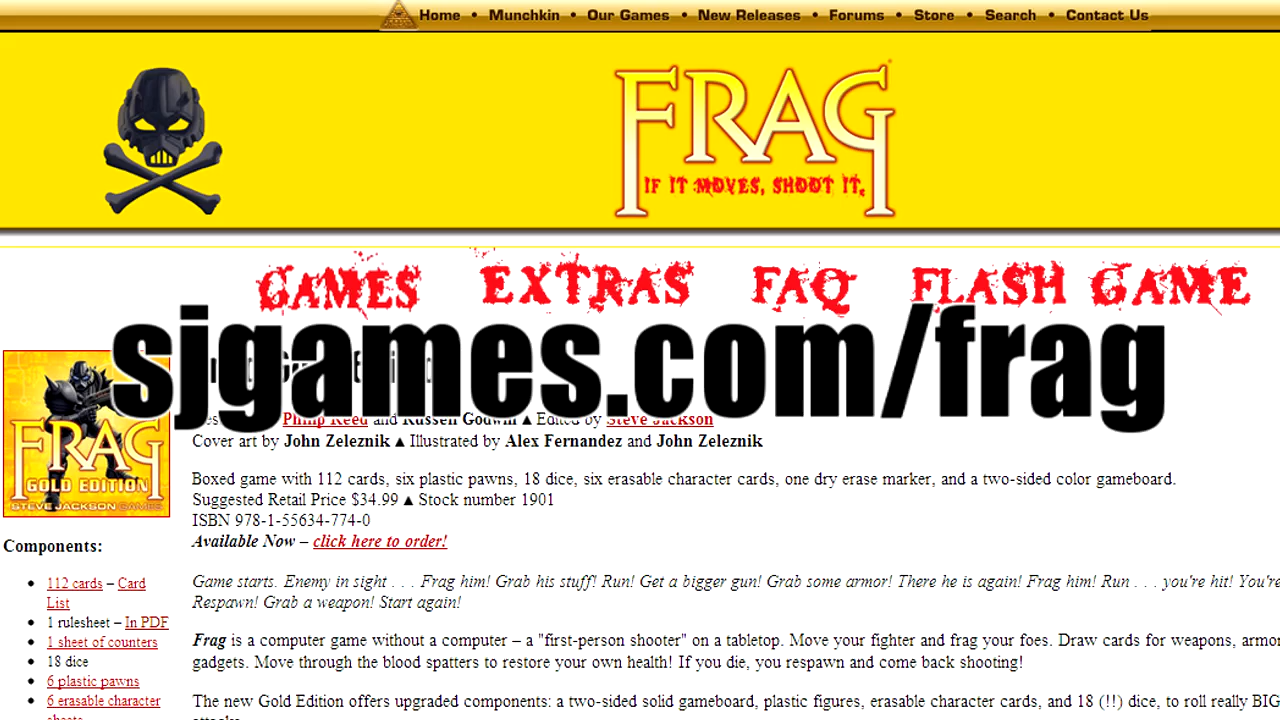 Home • Munchkin • Our Games • New Releases • Forums • Store • Search • Contact Us
FRAG
IF IT MOVES, SHOOT IT.
GAMES EXTRAS FAQ FLASH GAME
sjgames.com/frag
Philip Reed and Russell Godwin ▲ Edited by Steve Jackson
Cover art by John Zeleznik ▲ Illustrated by Alex Fernandez and John Zeleznik
Boxed game with 112 cards, six plastic pawns, 18 dice, six erasable character cards, one dry erase marker, and a two-sided color gameboard.
Suggested Retail Price $34.99 ▲ Stock number 1901
ISBN 978-1-55634-774-0
Available Now – click here to order!
Game starts. Enemy in sight . . . Frag him! Grab his stuff! Run! Get a bigger gun! Grab some armor! There he is again! Frag him! Run . . . you're hit! You're
Respawn! Grab a weapon! Start again!
Frag is a computer game without a computer – a "first-person shooter" on a tabletop. Move your fighter and frag your foes. Draw cards for weapons, armor
gadgets. Move through the blood spatters to restore your own health! If you die, you respawn and come back shooting!
The new Gold Edition offers upgraded components: a two-sided solid gameboard, plastic figures, erasable character cards, and 18 (!!) dice, to roll really BIG
attacks.
FRAG
GOLD EDITION
STEVE JACKSON GAMES
Components:
• 112 cards – Card
List
• 1 rulesheet – In PDF
• 1 sheet of counters
• 18 dice
• 6 plastic pawns
• 6 erasable character
sheets